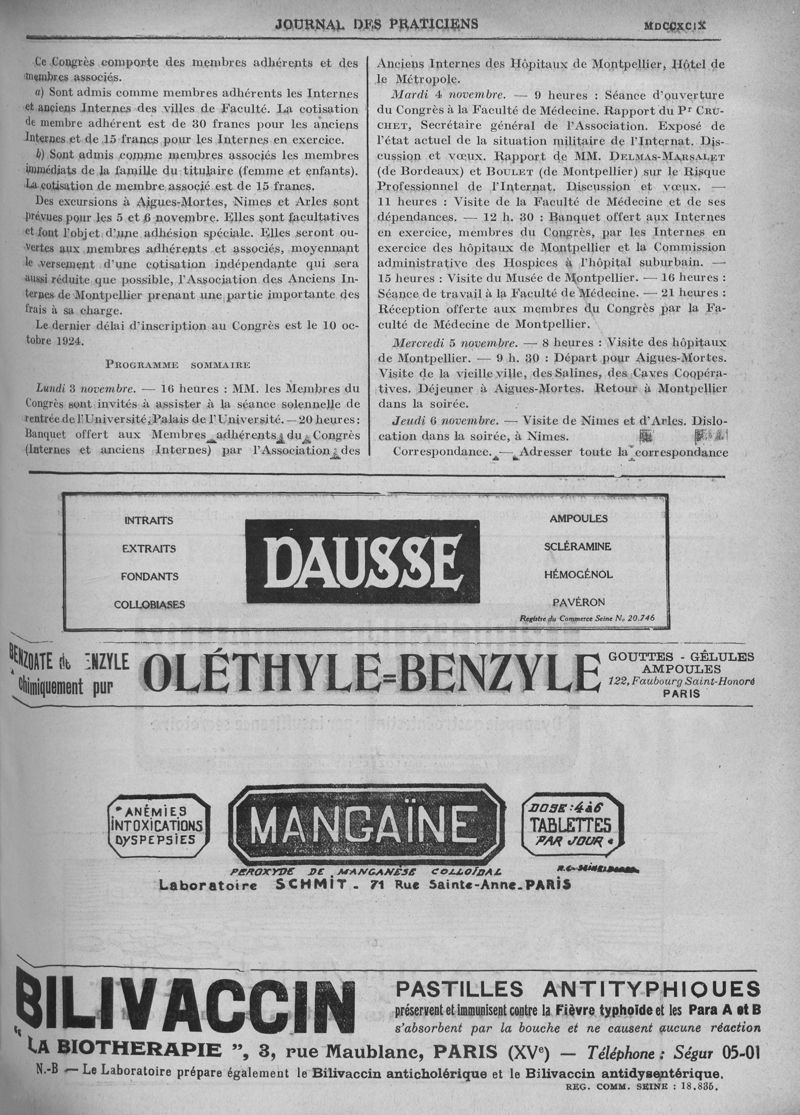 JOURNAL DES PRATICIENS
MDCCXCIX
Ce Congrès comporte des membres adhérents et des
membres associés.
a) Sont admis comme membres adhérents les Internes
et anciens Internes des villes de Faculté. La cotisation
de membre adhérent est de 30 francs pour les anciens
Internes et de 15 francs pour les Internes en exercice.
b) Sont admis comme membres associés les membres
immédiats de la famille du titulaire (femme et enfants).
La cotisation de membre associé est de 15 francs.
Des excursions à Aigues-Mortes, Nimes et Arles sont
prévues pour les 5 et 6 novembre. Elles sont facultatives
et font l'objet d'une adhésion spéciale. Elles seront ou-
vertes aux membres adhérents et associés, moyennant
le versement d'une cotisation indépendante qui sera
aussi réduite que possible, l'Association des Anciens In-
ternes de Montpellier prenant une partie importante des
frais à sa charge.
Le dernier délai d'inscription au Congrès est le 10 oc-
tobre 1924.
PROGRAMME SOMMAIRE
Lundi 3 novembre. — 16 heures : MM. les Membres du
Congrès sont invités à assister à la séance solennelle de
rentrée de l'Université, Palais de l'Université. — 20 heures :
Banquet offert aux Membres adhérents du Congrès
(Internes et anciens Internes) par l'Association des
Anciens Internes des Hôpitaux de Montpellier, Hôtel de
le Métropole.
Mardi 4 novembre. — 9 heures : Séance d'ouverture
du Congrès à la Faculté de Médecine. Rapport du Pr CRU-
CHET, Secrétaire général de l'Association. Exposé de
l'état actuel de la situation militaire de l'Internat. Dis-
cussion et vœux. Rapport de MM. DELMAS-MARSALET
(de Bordeaux) et BOULET (de Montpellier) sur le Risque
Professionnel de l'Internat. Discussion et vœux. —
11 heures : Visite de la Faculté de Médecine et de ses
dépendances. — 12 h. 30 : Banquet offert aux Internes
en exercice, membres du Congrès, par les Internes en
exercice des hôpitaux de Montpellier et la Commission
administrative des Hospices à l'hôpital suburbain. —
15 heures : Visite du Musée de Montpellier. — 16 heures :
Séance de travail à la Faculté de Médecine. — 21 heures :
Réception offerte aux membres du Congrès par la Fa-
culté de Médecine de Montpellier.
Mercredi 5 novembre. — 8 heures : Visite des hôpitaux
de Montpellier. — 9 h. 30 : Départ pour Aigues-Mortes.
Visite de la vieille ville, des Salines, des Caves Coopéra-
tives. Déjeuner à Aigues-Mortes. Retour à Montpellier
dans la soirée.
Jeudi 6 novembre. — Visite de Nimes et d'Arles. Dislo-
cation dans la soirée, à Nimes.
Correspondance. — Adresser toute la correspondance
INTRAITS
EXTRAITS
FONDANTS
COLLOBIASES
DAUSSE
AMPOULES
SCLÉRAMINE
HÉMOGÉNOL
PAVÉRON
Registre du Commerce Seine No 20.746
BENZOATE de ENZYLE
Chimiquement pur
OLÉTHYLE=BENZYLE
GOUTTES - GÉLULES
AMPOULES
122, Faubourg Saint-Honoré
PARIS
ANÉMIES
INTOXICATIONS
DYSPEPSIES
MANGAÏNE
DOSE : 4 à 6
TABLETTES
PAR JOUR
PEROXYDE DE MANGANÈSE COLLOÏDAL
R.C.
Laboratoire SCHMIT - 71 Rue Sainte-Anne-PARIS
BILIVACCIN
PASTILLES ANTITYPHIQUES
préservent et immunisent contre la Fièvre typhoïde et les Para A et B
s'absorbent par la bouche et ne causent aucune réaction
"LA BIOTHERAPIE", 3, rue Maublanc, PARIS (XVe) — Téléphone : Ségur 05-01
N.-B — Le Laboratoire prépare également le Bilivaccin anticholérique et le Bilivaccin antidysentérique.
REG. COMM. SEINE : 18.835.